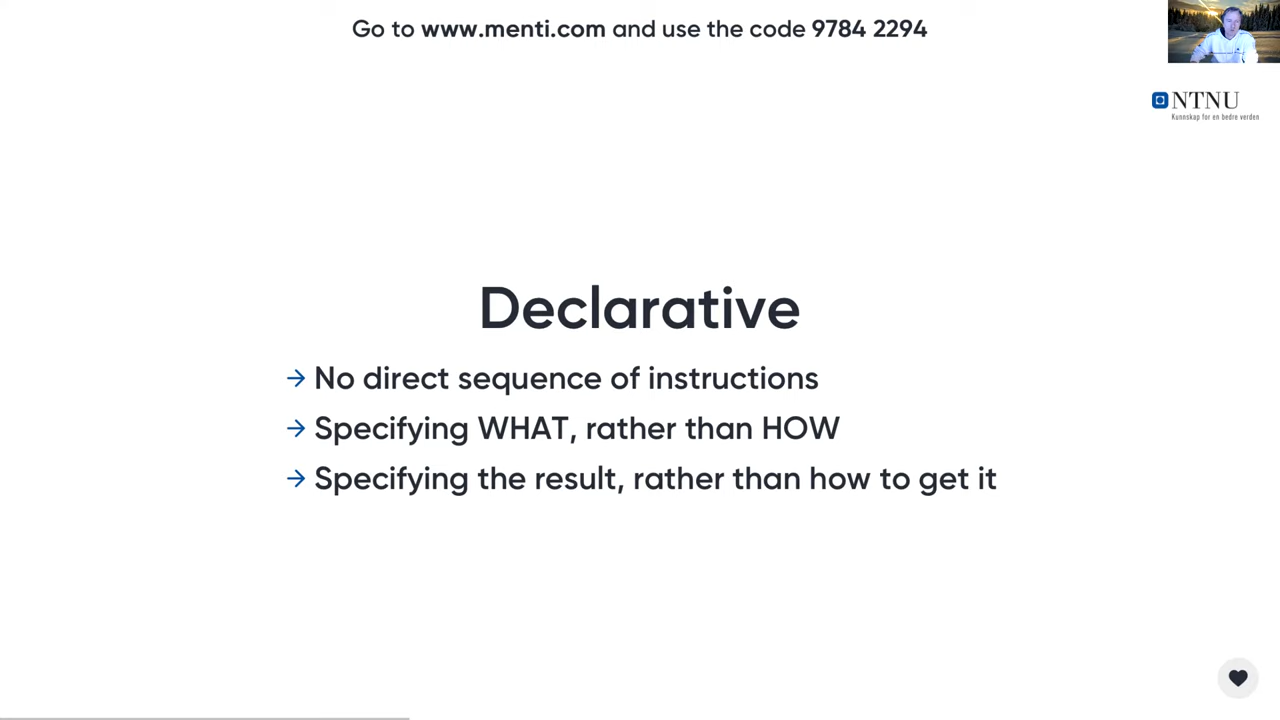 Go to www.menti.com and use the code 9784 2294
NTNU
Kunnskap for en bedre verden
Declarative
→ No direct sequence of instructions
→ Specifying WHAT, rather than HOW
→ Specifying the result, rather than how to get it